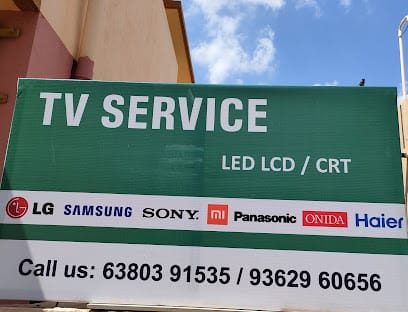 TV SERVICE
LED LCD / CRT
LG SAMSUNG SONY. mi Panasonic ONIDA Haier
Call us: 63803 91535 / 93629 60656